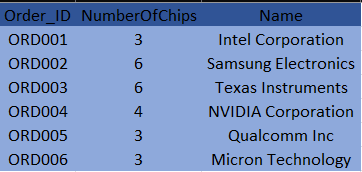 Order_ID NumberOfChips Name
ORD001 3 Intel Corporation
ORD002 6 Samsung Electronics
ORD003 6 Texas Instruments
ORD004 4 NVIDIA Corporation
ORD005 3 Qualcomm Inc
ORD006 3 Micron Technology